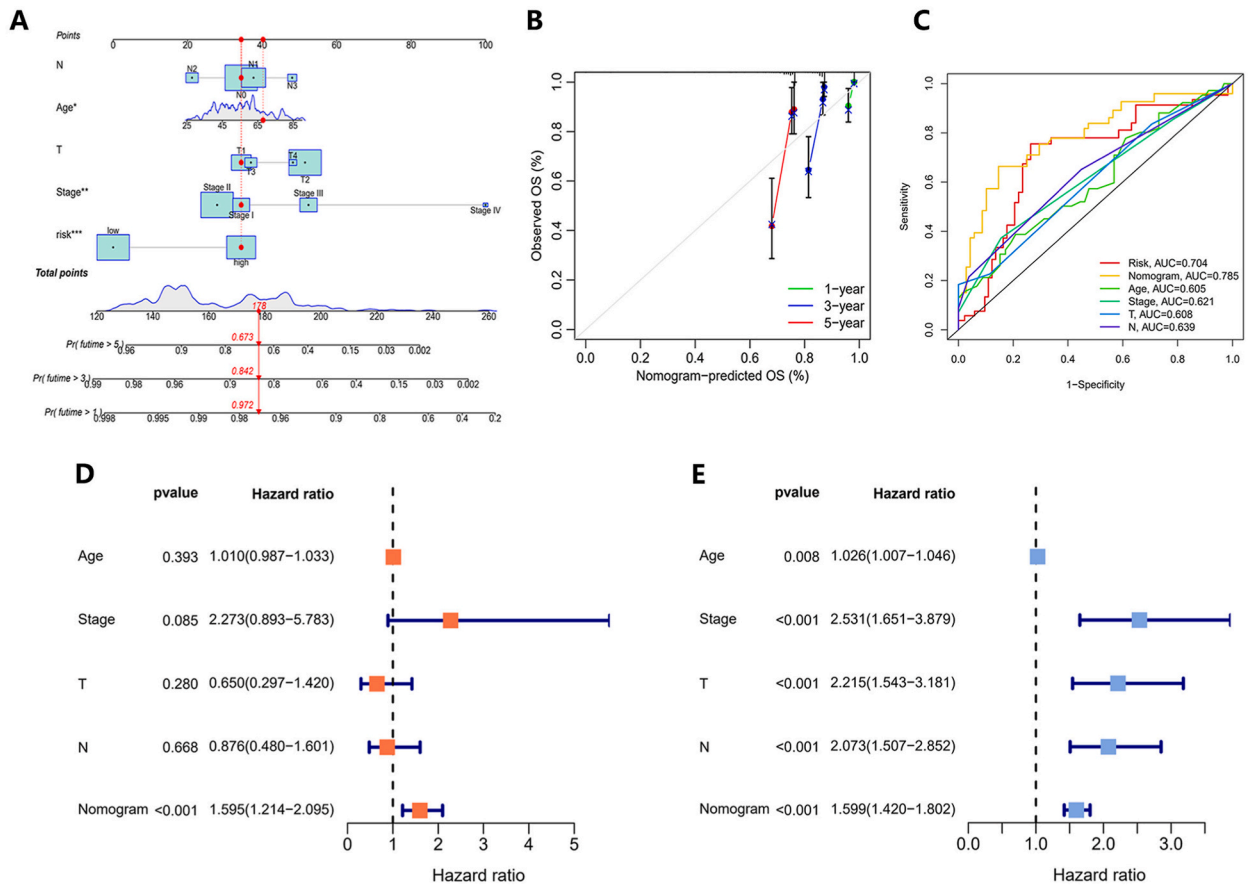 A
Points
0 20 40 60 80 100
N
N2 N1 N0 N3
Age*
25 45 65 85
T
T1 T3 T4 T2
Stage**
Stage II Stage I Stage III Stage IV
risk***
low high
Total points
178
120 140 160 180 200 220 240 260
0.673
Pr( futime > 5 )
0.96 0.9 0.8 0.6 0.4 0.15 0.03 0.002
0.842
Pr( futime > 3 )
0.99 0.98 0.96 0.9 0.8 0.6 0.4 0.15 0.03 0.002
0.972
Pr( futime > 1 )
0.998 0.995 0.99 0.98 0.96 0.9 0.8 0.6 0.4 0.2
B
Observed OS (%)
1.0
0.8
0.6
0.4
0.2
0.0
1-year
3-year
5-year
0.0 0.2 0.4 0.6 0.8 1.0
Nomogram-predicted OS (%)
C
Sensitivity
1.0
0.8
0.6
0.4
0.2
0.0
Risk, AUC=0.704
Nomogram, AUC=0.785
Age, AUC=0.605
Stage, AUC=0.621
T, AUC=0.608
N, AUC=0.639
0.0 0.2 0.4 0.6 0.8 1.0
1-Specificity
D
pvalue Hazard ratio
Age 0.393 1.010(0.987−1.033)
Stage 0.085 2.273(0.893−5.783)
T 0.280 0.650(0.297−1.420)
N 0.668 0.876(0.480−1.601)
Nomogram <0.001 1.595(1.214−2.095)
0 1 2 3 4 5
Hazard ratio
E
pvalue Hazard ratio
Age 0.008 1.026(1.007−1.046)
Stage <0.001 2.531(1.651−3.879)
T <0.001 2.215(1.543−3.181)
N <0.001 2.073(1.507−2.852)
Nomogram <0.001 1.599(1.420−1.802)
0.0 1.0 2.0 3.0
Hazard ratio